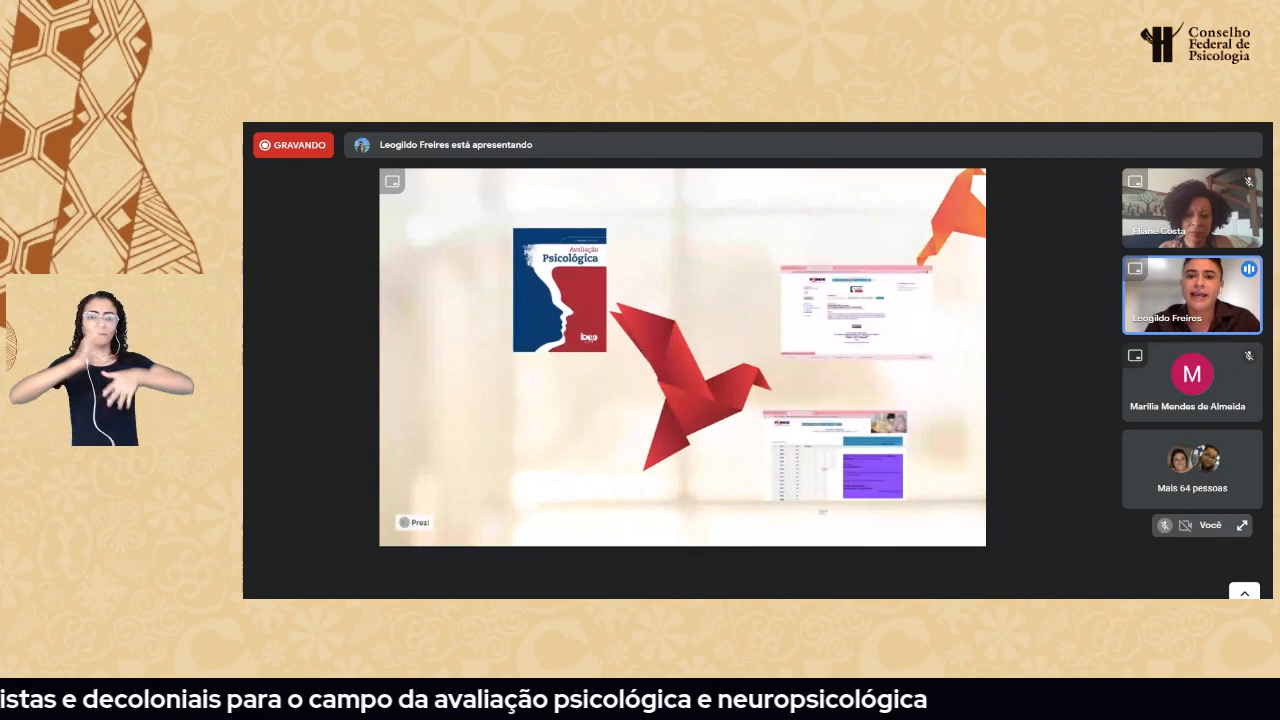 Conselho
Federal de
Psicologia
GRAVANDO
Leogildo Freires está apresentando
Avaliação
Psicológica
Prezi
Eliane Costa
Leogildo Freires
M
Marilia Mendes de Almeida
Mais 64 pessoas
Você
istas e decoloniais para o campo da avaliação psicológica e neuropsicológica